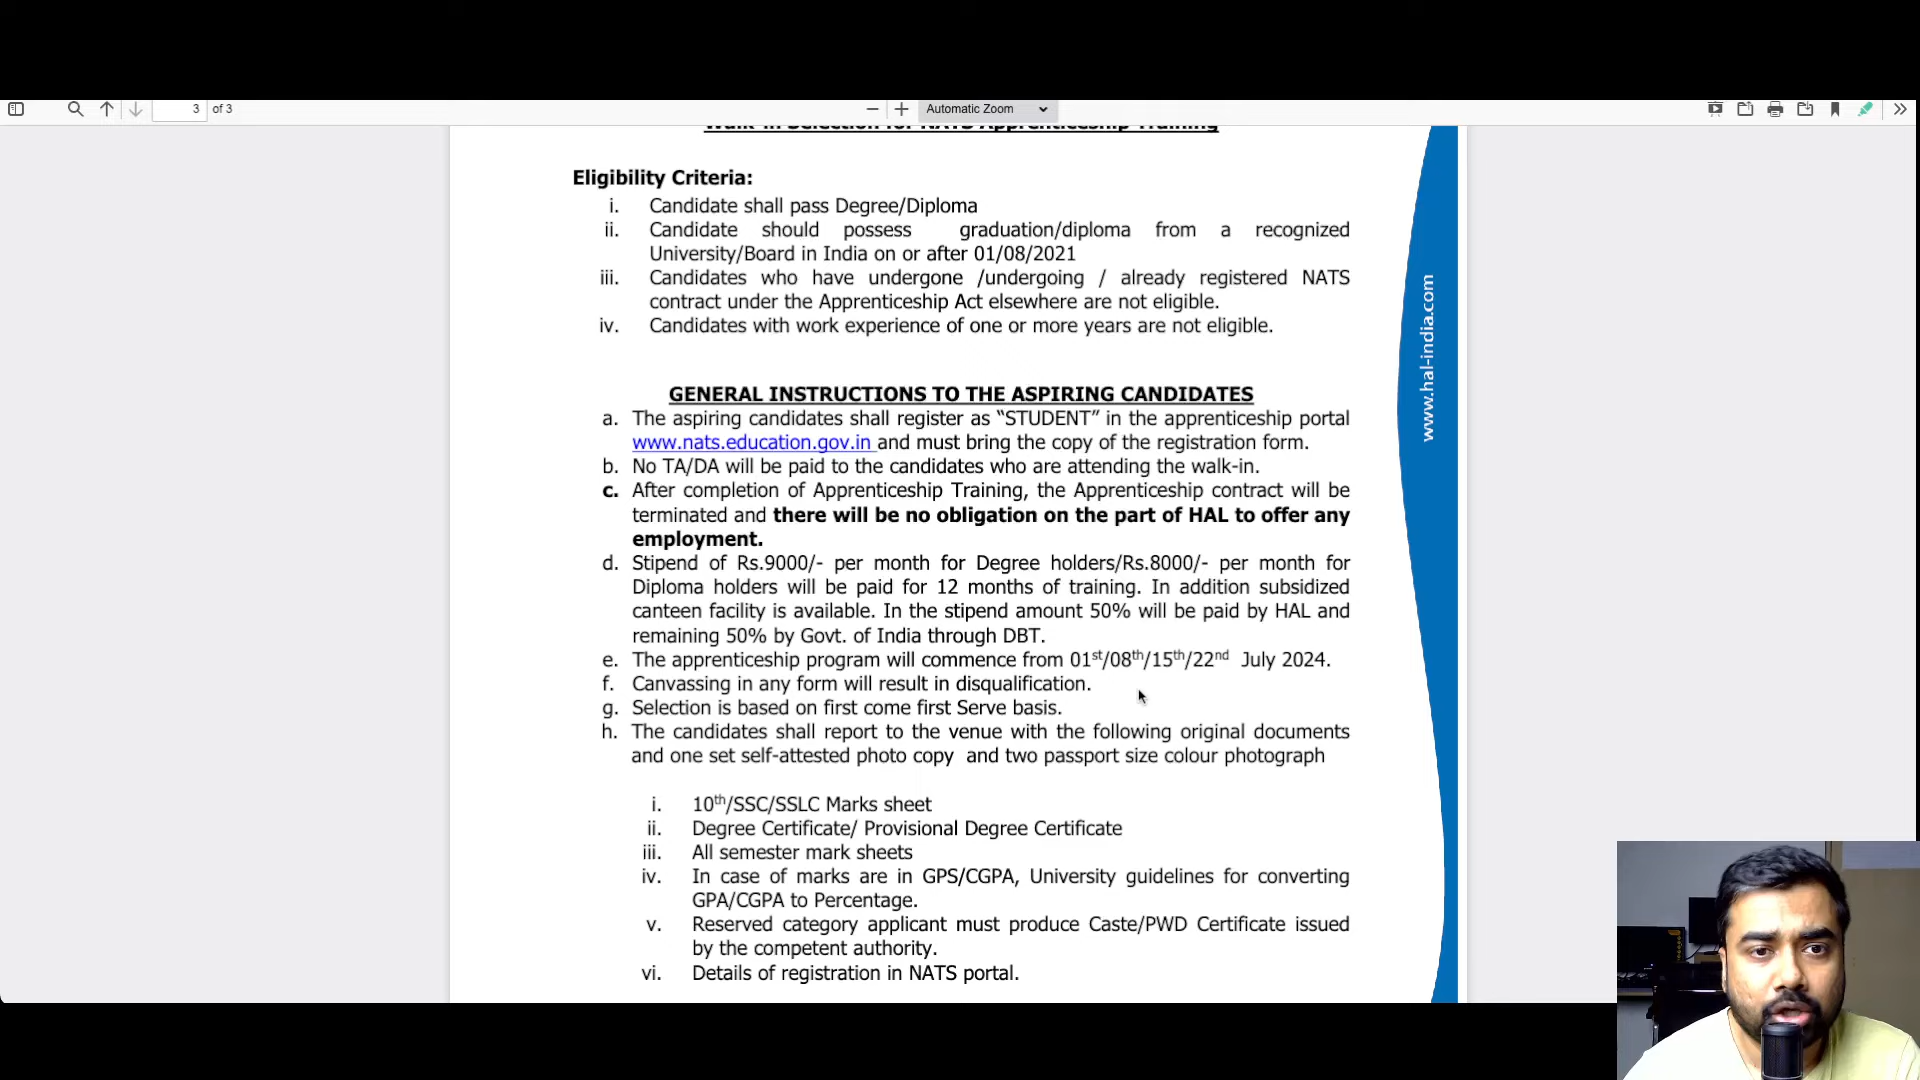 3 of 3
Automatic Zoom
Walk-in Selection for NATS Apprenticeship Training
Eligibility Criteria:
i. Candidate shall pass Degree/Diploma
ii. Candidate should possess graduation/diploma from a recognized
University/Board in India on or after 01/08/2021
iii. Candidates who have undergone /undergoing / already registered NATS
contract under the Apprenticeship Act elsewhere are not eligible.
iv. Candidates with work experience of one or more years are not eligible.
GENERAL INSTRUCTIONS TO THE ASPIRING CANDIDATES
a. The aspiring candidates shall register as “STUDENT” in the apprenticeship portal
www.nats.education.gov.in and must bring the copy of the registration form.
b. No TA/DA will be paid to the candidates who are attending the walk-in.
c. After completion of Apprenticeship Training, the Apprenticeship contract will be
terminated and there will be no obligation on the part of HAL to offer any
employment.
d. Stipend of Rs.9000/- per month for Degree holders/Rs.8000/- per month for
Diploma holders will be paid for 12 months of training. In addition subsidized
canteen facility is available. In the stipend amount 50% will be paid by HAL and
remaining 50% by Govt. of India through DBT.
e. The apprenticeship program will commence from 01st/08th/15th/22nd July 2024.
f. Canvassing in any form will result in disqualification.
g. Selection is based on first come first Serve basis.
h. The candidates shall report to the venue with the following original documents
and one set self-attested photo copy and two passport size colour photograph
i. 10th/SSC/SSLC Marks sheet
ii. Degree Certificate/ Provisional Degree Certificate
iii. All semester mark sheets
iv. In case of marks are in GPS/CGPA, University guidelines for converting
GPA/CGPA to Percentage.
v. Reserved category applicant must produce Caste/PWD Certificate issued
by the competent authority.
vi. Details of registration in NATS portal.
www.hal-india.com